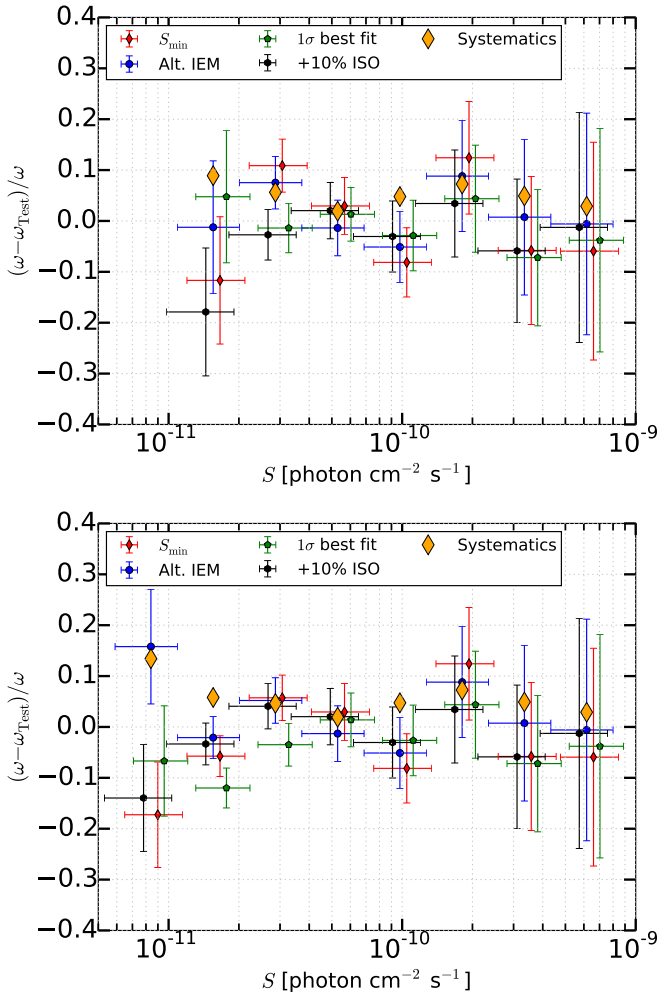 0.4
0.3
0.2
0.1
0.0
−0.1
−0.2
−0.3
−0.4
(ω−ω_Test)/ω
S_min
Alt. IEM
1σ best fit
+10% ISO
Systematics
10^-11
10^-10
10^-9
S [photon cm^−2 s^−1]
0.4
0.3
0.2
0.1
0.0
−0.1
−0.2
−0.3
−0.4
(ω−ω_Test)/ω
S_min
Alt. IEM
1σ best fit
+10% ISO
Systematics
10^-11
10^-10
10^-9
S [photon cm^−2 s^−1]